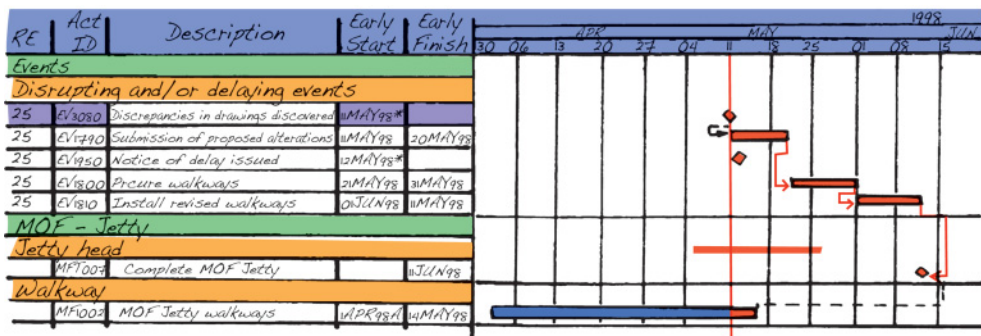 1998
RE Act ID Description Early Start Early Finish APR MAY JUN
30 06 13 20 27 04 11 18 25 01 08 15
Events
Disrupting and/or delaying events
25 EV3080 Discrepancies in drawings discovered 11MAY98*
25 EV1790 Submission of proposed alterations 11MAY98 20MAY98
25 EV1950 Notice of delay issued 12MAY98*
25 EV1800 Prcure walkways 21MAY98 31MAY98
25 EV1810 Install revised walkways 01JUN98 11MAY98
MOF - Jetty
Jetty head
MFJ007 Complete MOF Jetty 11JUN98
Walkway
MF1002 MOF Jetty walkways 1APR98A 14MAY98